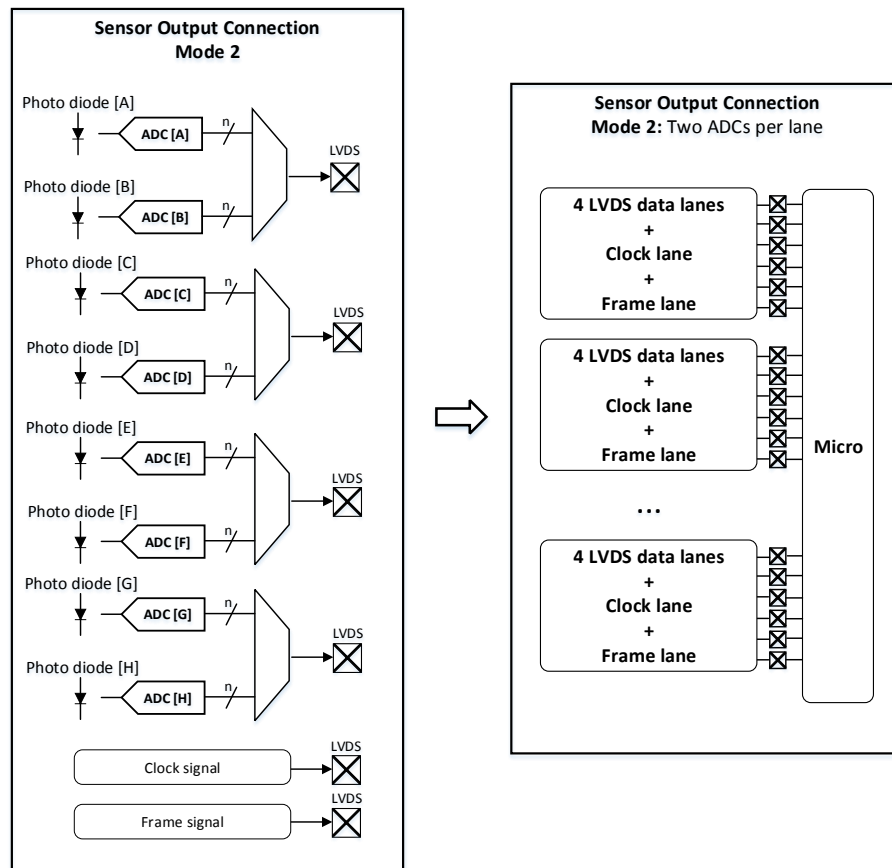 Sensor Output Connection
Mode 2
Photo diode [A]
ADC [A]
n
LVDS
Photo diode [B]
ADC [B]
n
Photo diode [C]
ADC [C]
n
LVDS
Photo diode [D]
ADC [D]
n
Photo diode [E]
ADC [E]
n
LVDS
Photo diode [F]
ADC [F]
n
Photo diode [G]
ADC [G]
n
LVDS
Photo diode [H]
ADC [H]
n
LVDS
Clock signal
LVDS
Frame signal
Sensor Output Connection
Mode 2: Two ADCs per lane
4 LVDS data lanes
+
Clock lane
+
Frame lane
4 LVDS data lanes
+
Clock lane
+
Frame lane
...
4 LVDS data lanes
+
Clock lane
+
Frame lane
Micro